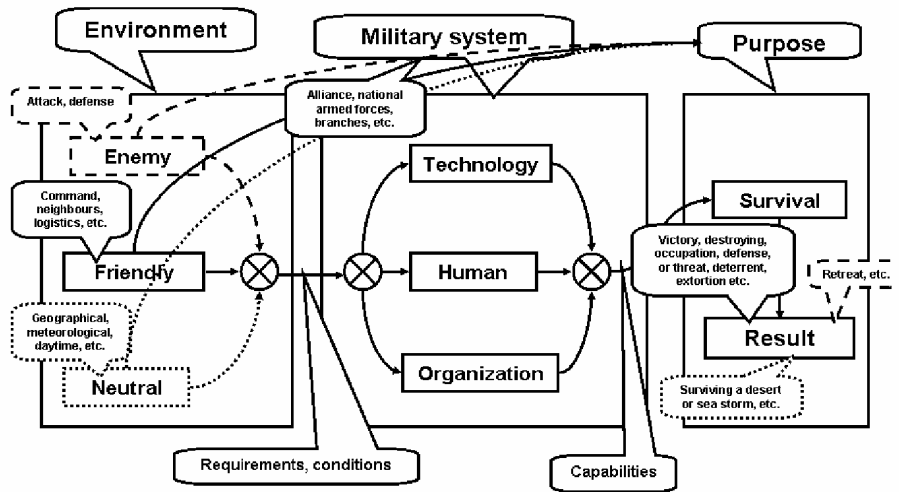 Environment
Military system
Purpose
Attack, defense
Enemy
Command,
neighbours,
logistics, etc.
Friendly
Geographical,
meteorological,
daytime, etc.
Neutral
Alliance, national
armed forces,
branches, etc.
Technology
Human
Organization
Survival
Victory, destroying,
occupation, defense,
or threat, deterrent,
extortion etc.
Retreat, etc.
Result
Surviving a desert
or sea storm, etc.
Requirements, conditions
Capabilities